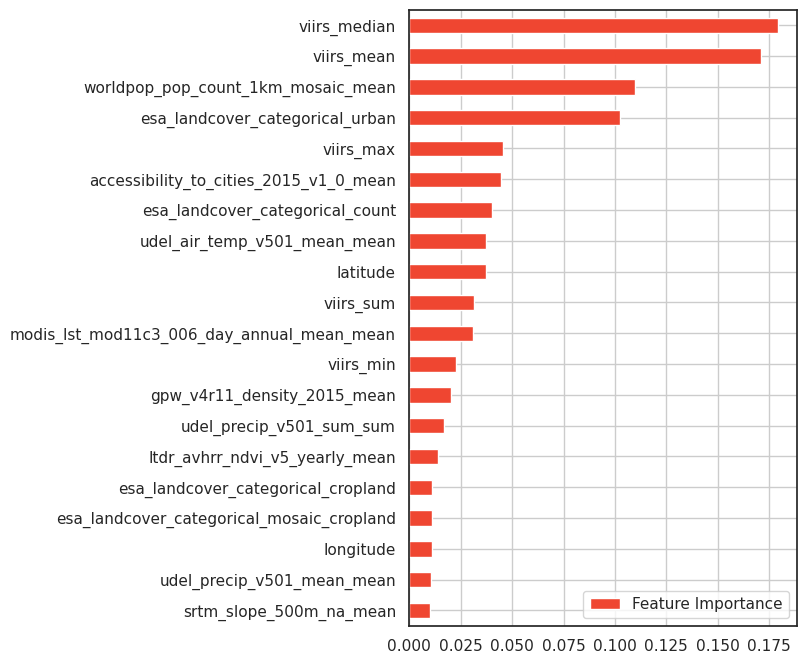 viirs_median
viirs_mean
worldpop_pop_count_1km_mosaic_mean
esa_landcover_categorical_urban
viirs_max
accessibility_to_cities_2015_v1_0_mean
esa_landcover_categorical_count
udel_air_temp_v501_mean_mean
latitude
viirs_sum
modis_lst_mod11c3_006_day_annual_mean_mean
viirs_min
gpw_v4r11_density_2015_mean
udel_precip_v501_sum_sum
ltdr_avhrr_ndvi_v5_yearly_mean
esa_landcover_categorical_cropland
esa_landcover_categorical_mosaic_cropland
longitude
udel_precip_v501_mean_mean
srtm_slope_500m_na_mean
Feature Importance
0.000 0.025 0.050 0.075 0.100 0.125 0.150 0.175